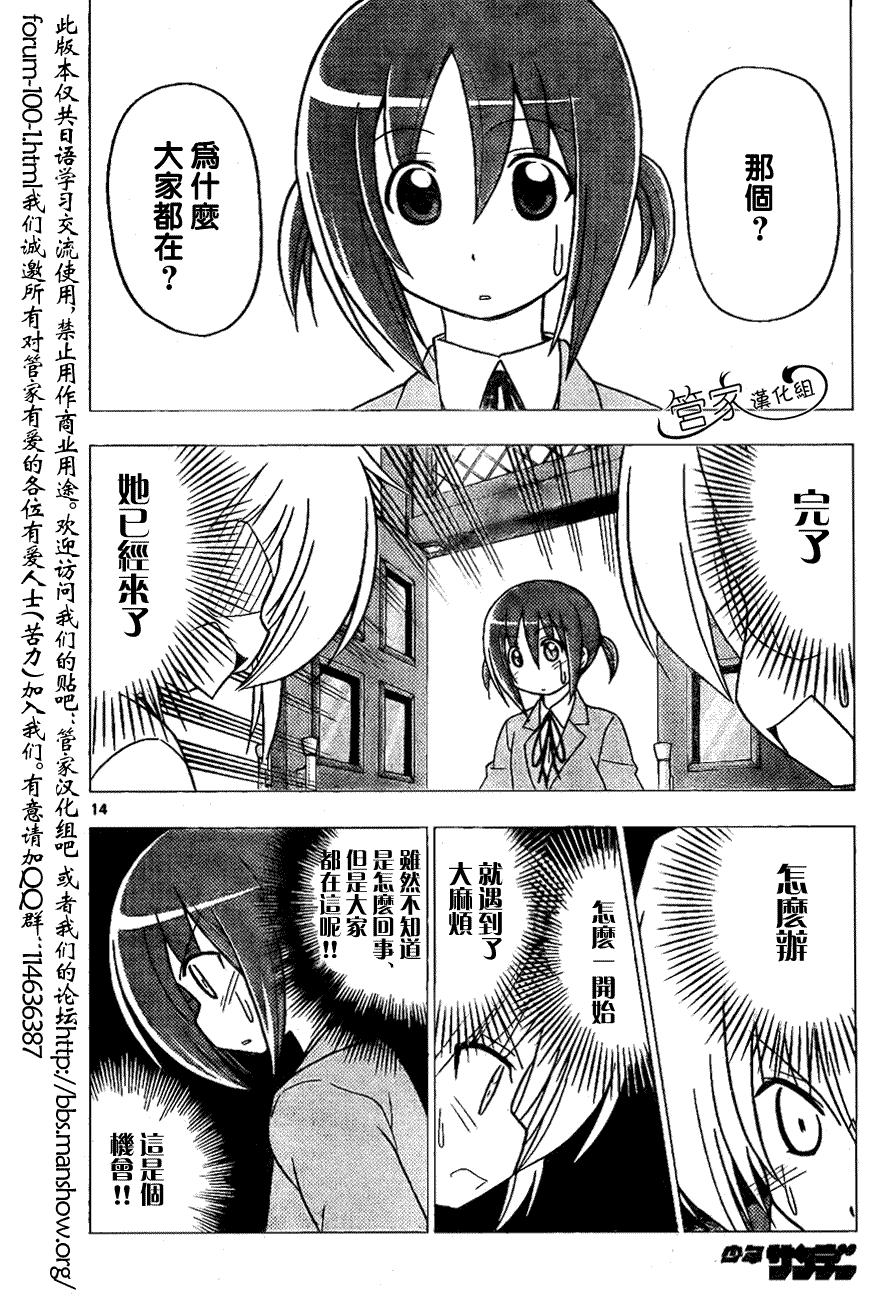 那個?
爲什麼
大家都在?
管家 漢化組
完了
她已經來了
14
怎麼辦
怎麼一開始
就遇到了
大麻煩
雖然不知道
是怎麼回事、
但是大家
都在這呢!!
這是個
機會!!
少年サンデー
此版本仅共日语学习交流使用,禁止用作商业用途。欢迎访问我们的贴吧:管家汉化组吧 或者我们的论坛http://bbs.manshow.org/
forum-100-1.html我们诚邀所有对管家有爱的各位有爱人士(苦力)加入我们。有意请加QQ群:114636387